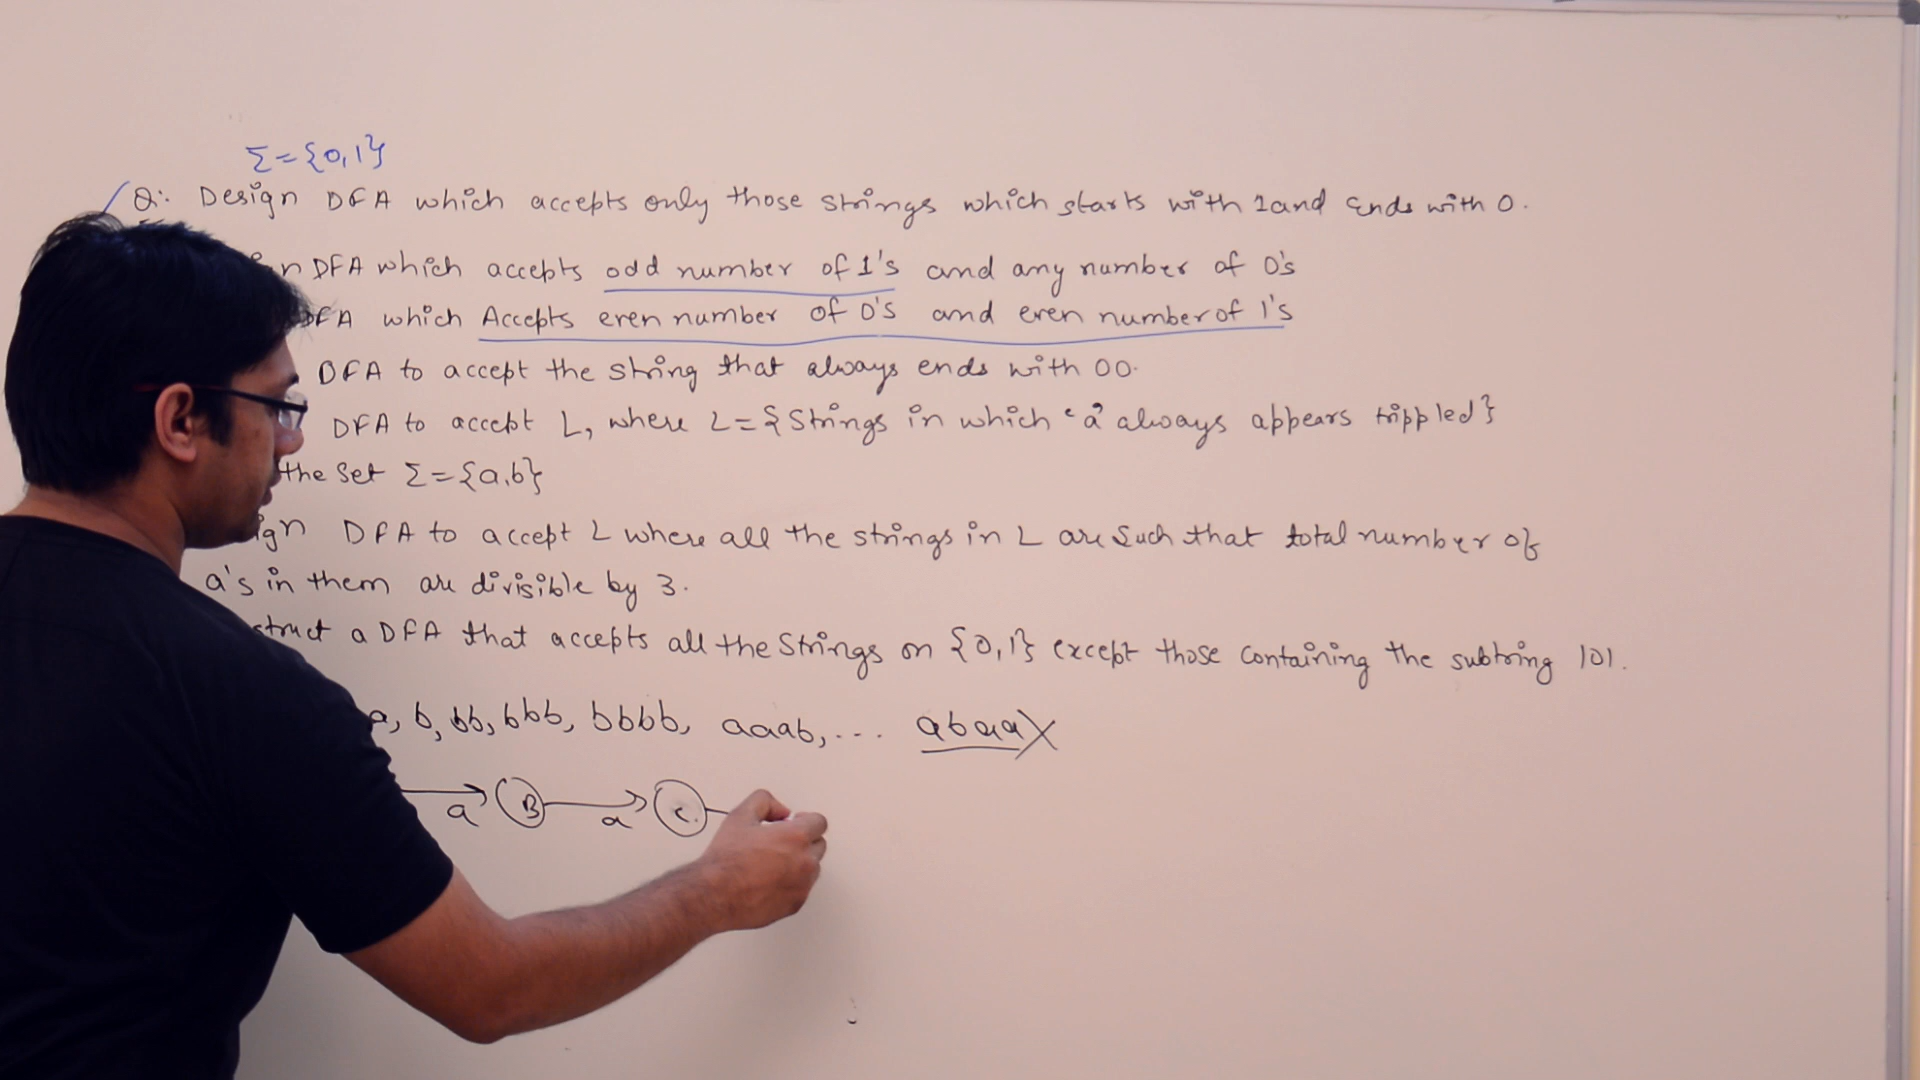 Σ={0,1}
Q: Design DFA which accepts only those strings which starts with 1 and Ends with 0.
n DFA which accepts odd number of 1's and any number of 0's
DFA which Accepts even number of 0's and even number of 1's
DFA to accept the string that always ends with 00.
DFA to accept L, where L={Strings in which 'a' always appears trippled}
the Set Σ={a,b}
ign DFA to accept L where all the strings in L are Such that total number of
a's in them are divisible by 3.
struct a DFA that accepts all the Strings on {0,1} except those containing the substring 101.
a, b, bb, bbb, bbbb, aaab,... abaaX
a B a C